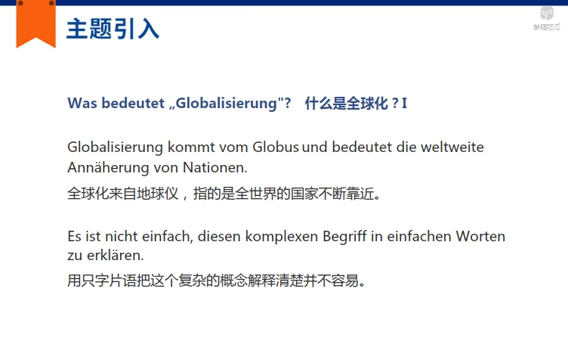 主题引入
Was bedeutet „Globalisierung"? 什么是全球化？I
Globalisierung kommt vom Globus und bedeutet die weltweite
Annäherung von Nationen.
全球化来自地球仪，指的是全世界的国家不断靠近。
Es ist nicht einfach, diesen komplexen Begriff in einfachen Worten
zu erklären.
用只字片语把这个复杂的概念解释清楚并不容易。